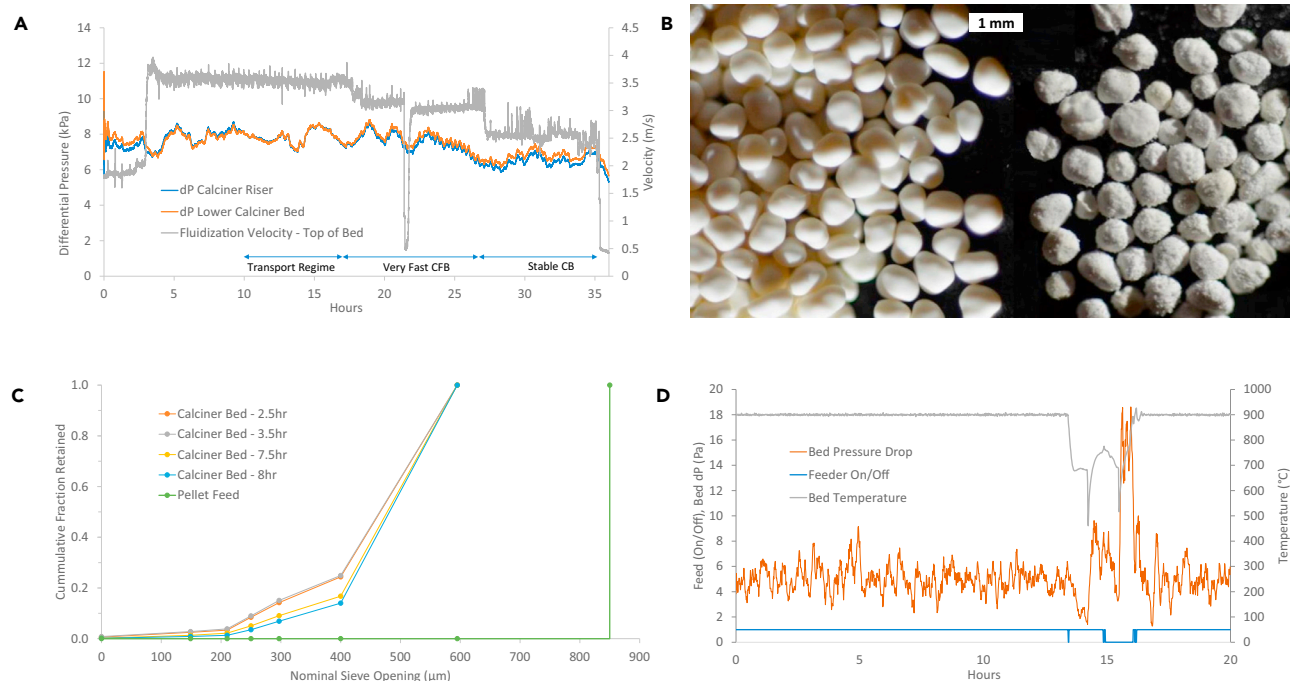 A
14
12
10
8
6
4
2
0
Differential Pressure (kPa)
4.5
4
3.5
3
2.5
2
1.5
1
0.5
0
Velocity (m/s)
dP Calciner Riser
dP Lower Calciner Bed
Fluidization Velocity - Top of Bed
Transport Regime
Very Fast CFB
Stable CB
0 5 10 15 20 25 30 35
Hours
B
1 mm
C
1.0
0.8
0.6
0.4
0.2
0.0
Cummulative Fraction Retained
Calciner Bed - 2.5hr
Calciner Bed - 3.5hr
Calciner Bed - 7.5hr
Calciner Bed - 8hr
Pellet Feed
0 100 200 300 400 500 600 700 800 900
Nominal Sieve Opening (μm)
D
20
18
16
14
12
10
8
6
4
2
0
Feed (On/Off), Bed dP (Pa)
1000
900
800
700
600
500
400
300
200
100
0
Temperature (°C)
Bed Pressure Drop
Feeder On/Off
Bed Temperature
0 5 10 15 20
Hours